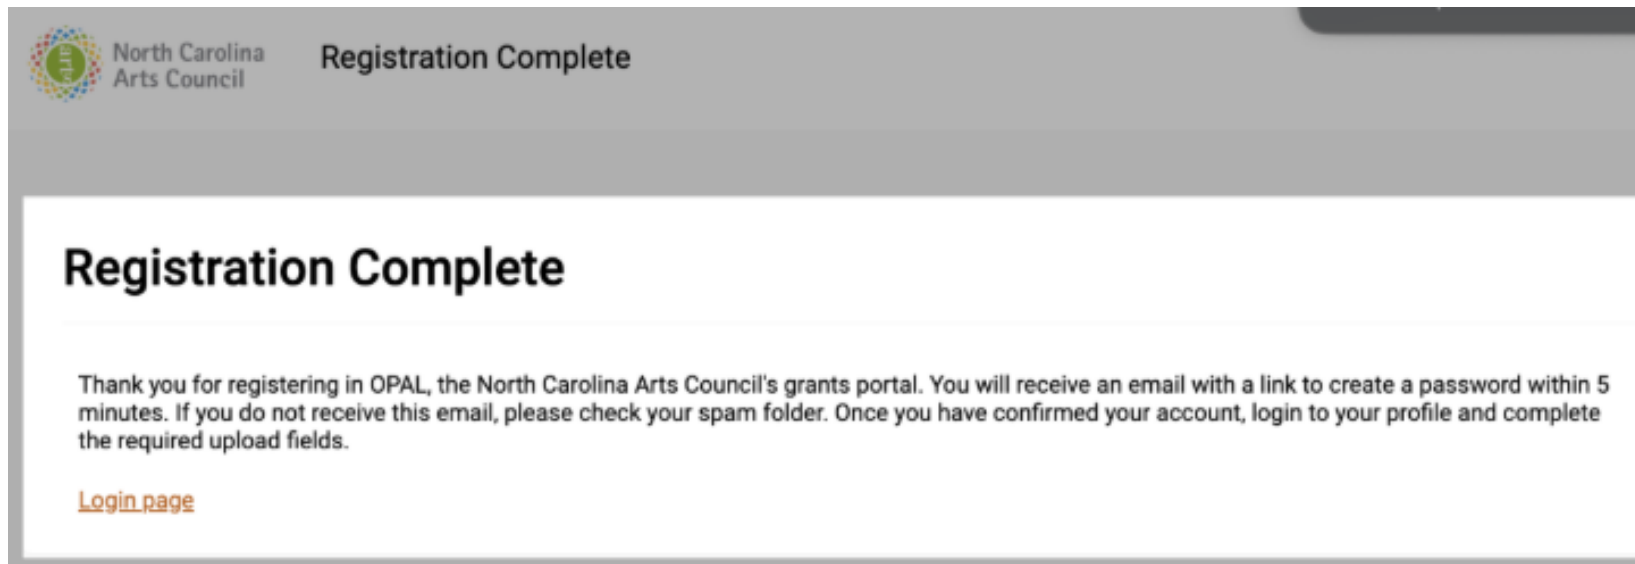 arts
North Carolina
Arts Council
Registration Complete
Registration Complete
Thank you for registering in OPAL, the North Carolina Arts Council's grants portal. You will receive an email with a link to create a password within 5
minutes. If you do not receive this email, please check your spam folder. Once you have confirmed your account, login to your profile and complete
the required upload fields.
Login page